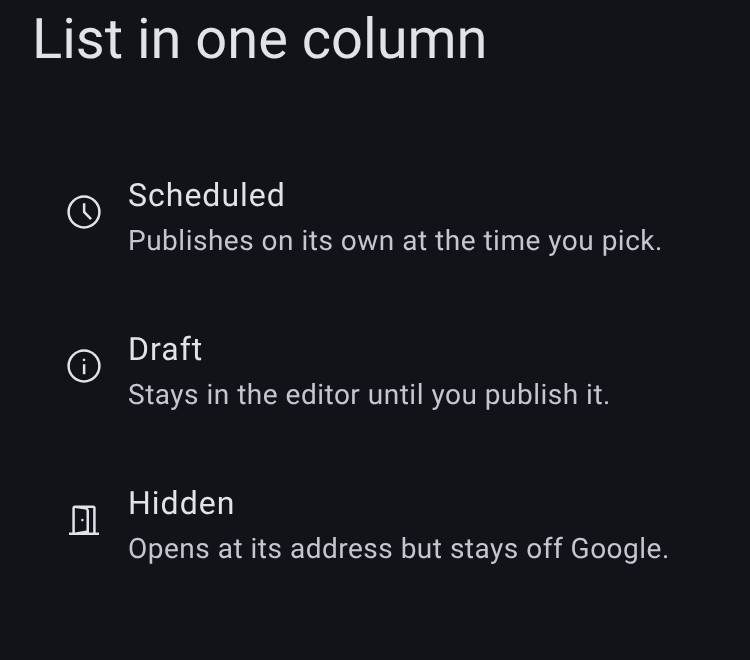 List in one column
Scheduled
Publishes on its own at the time you pick.
Draft
Stays in the editor until you publish it.
Hidden
Opens at its address but stays off Google.